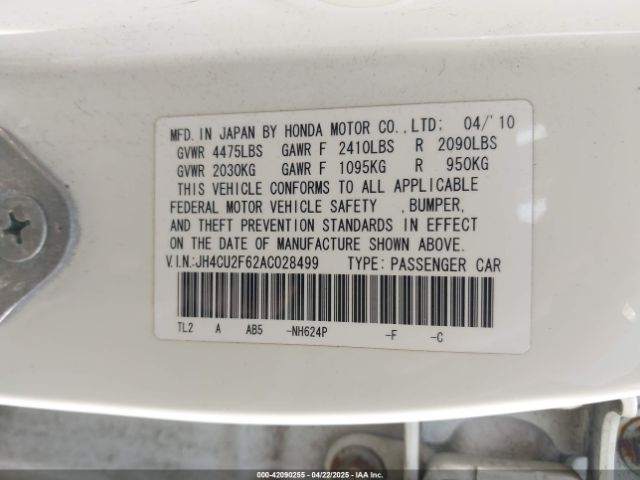 MFD. IN JAPAN BY HONDA MOTOR CO.,LTD: 04/'10
GVWR 4475LBS GAWR F 2410LBS R 2090LBS
GVWR 2030KG GAWR F 1095KG R 950KG
THIS VEHICLE CONFORMS TO ALL APPLICABLE
FEDERAL MOTOR VEHICLE SAFETY ,BUMPER,
AND THEFT PREVENTION STANDARDS IN EFFECT
ON THE DATE OF MANUFACTURE SHOWN ABOVE.
V.I.N.:JH4CU2F62AC028499 TYPE: PASSENGER CAR
TL2 A AB5 -NH624P -F -C
000-42090255 04/22/2025 IAAI.COM